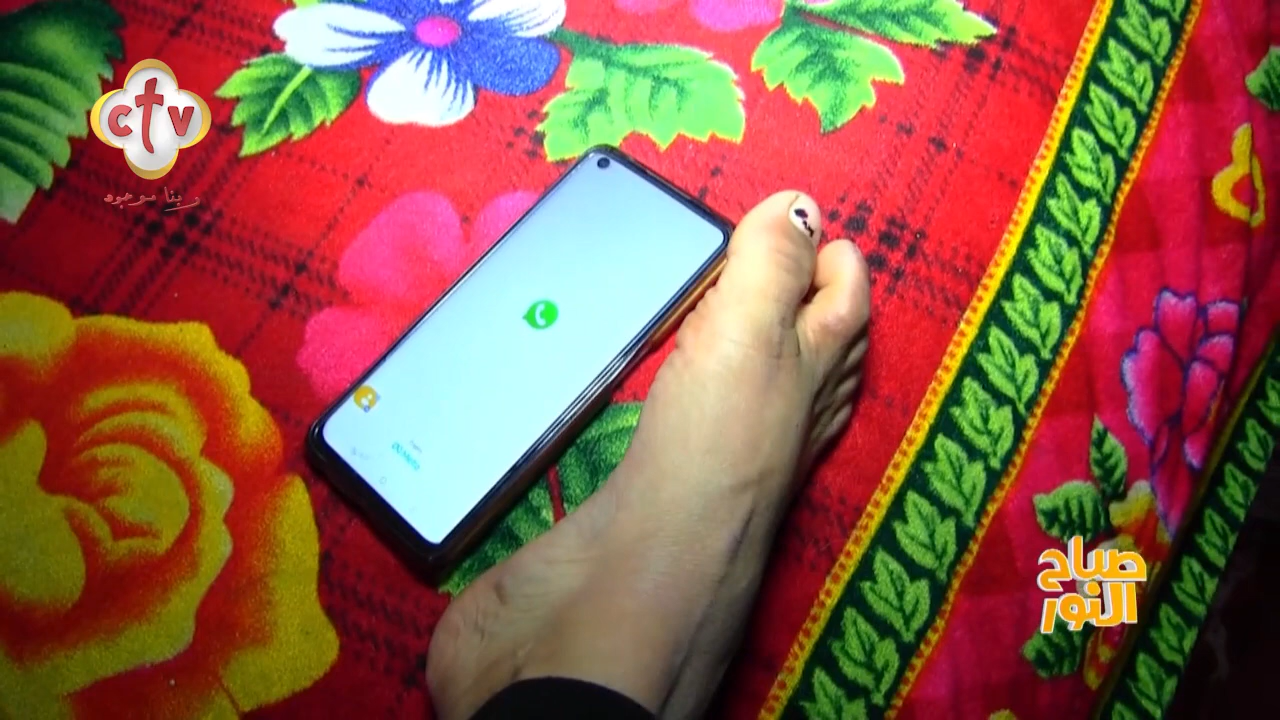 ctv
ربنا موجود
صباح
النور